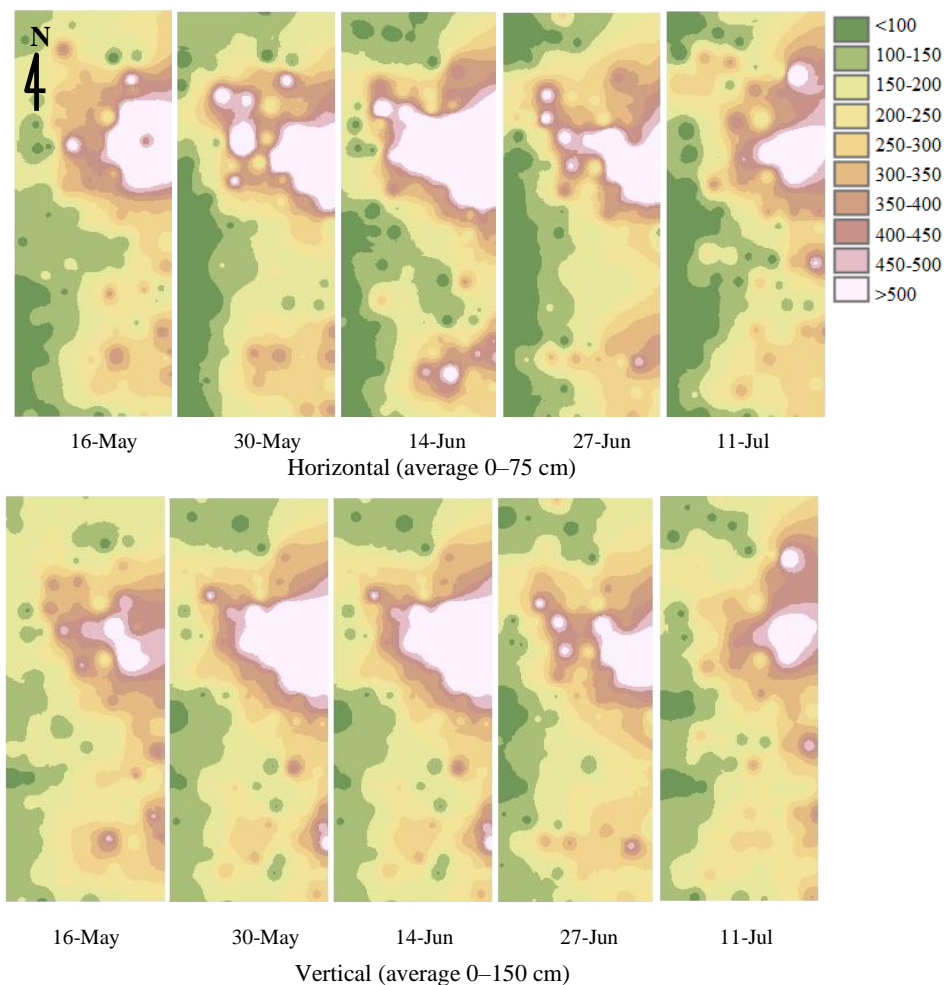 N
<100
100-150
150-200
200-250
250-300
300-350
350-400
400-450
450-500
>500
16-May 30-May 14-Jun 27-Jun 11-Jul
Horizontal (average 0–75 cm)
16-May 30-May 14-Jun 27-Jun 11-Jul
Vertical (average 0–150 cm)